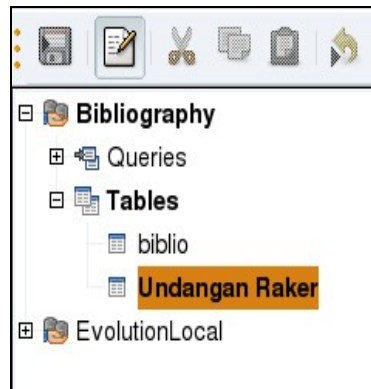 Bibliography
Queries
Tables
biblio
Undangan Raker
EvolutionLocal